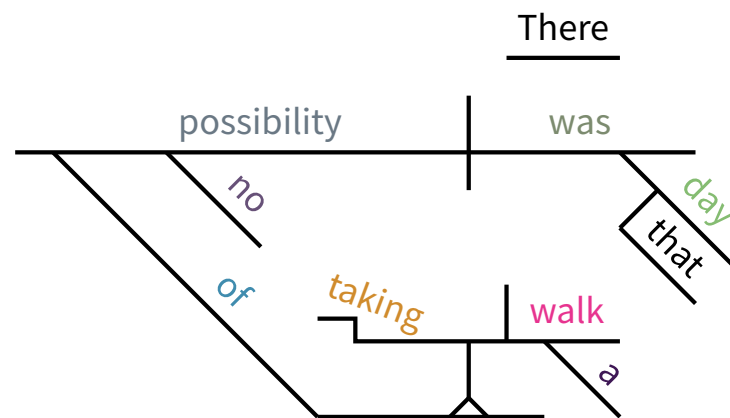 There
possibility was
no day
that
of taking walk
a